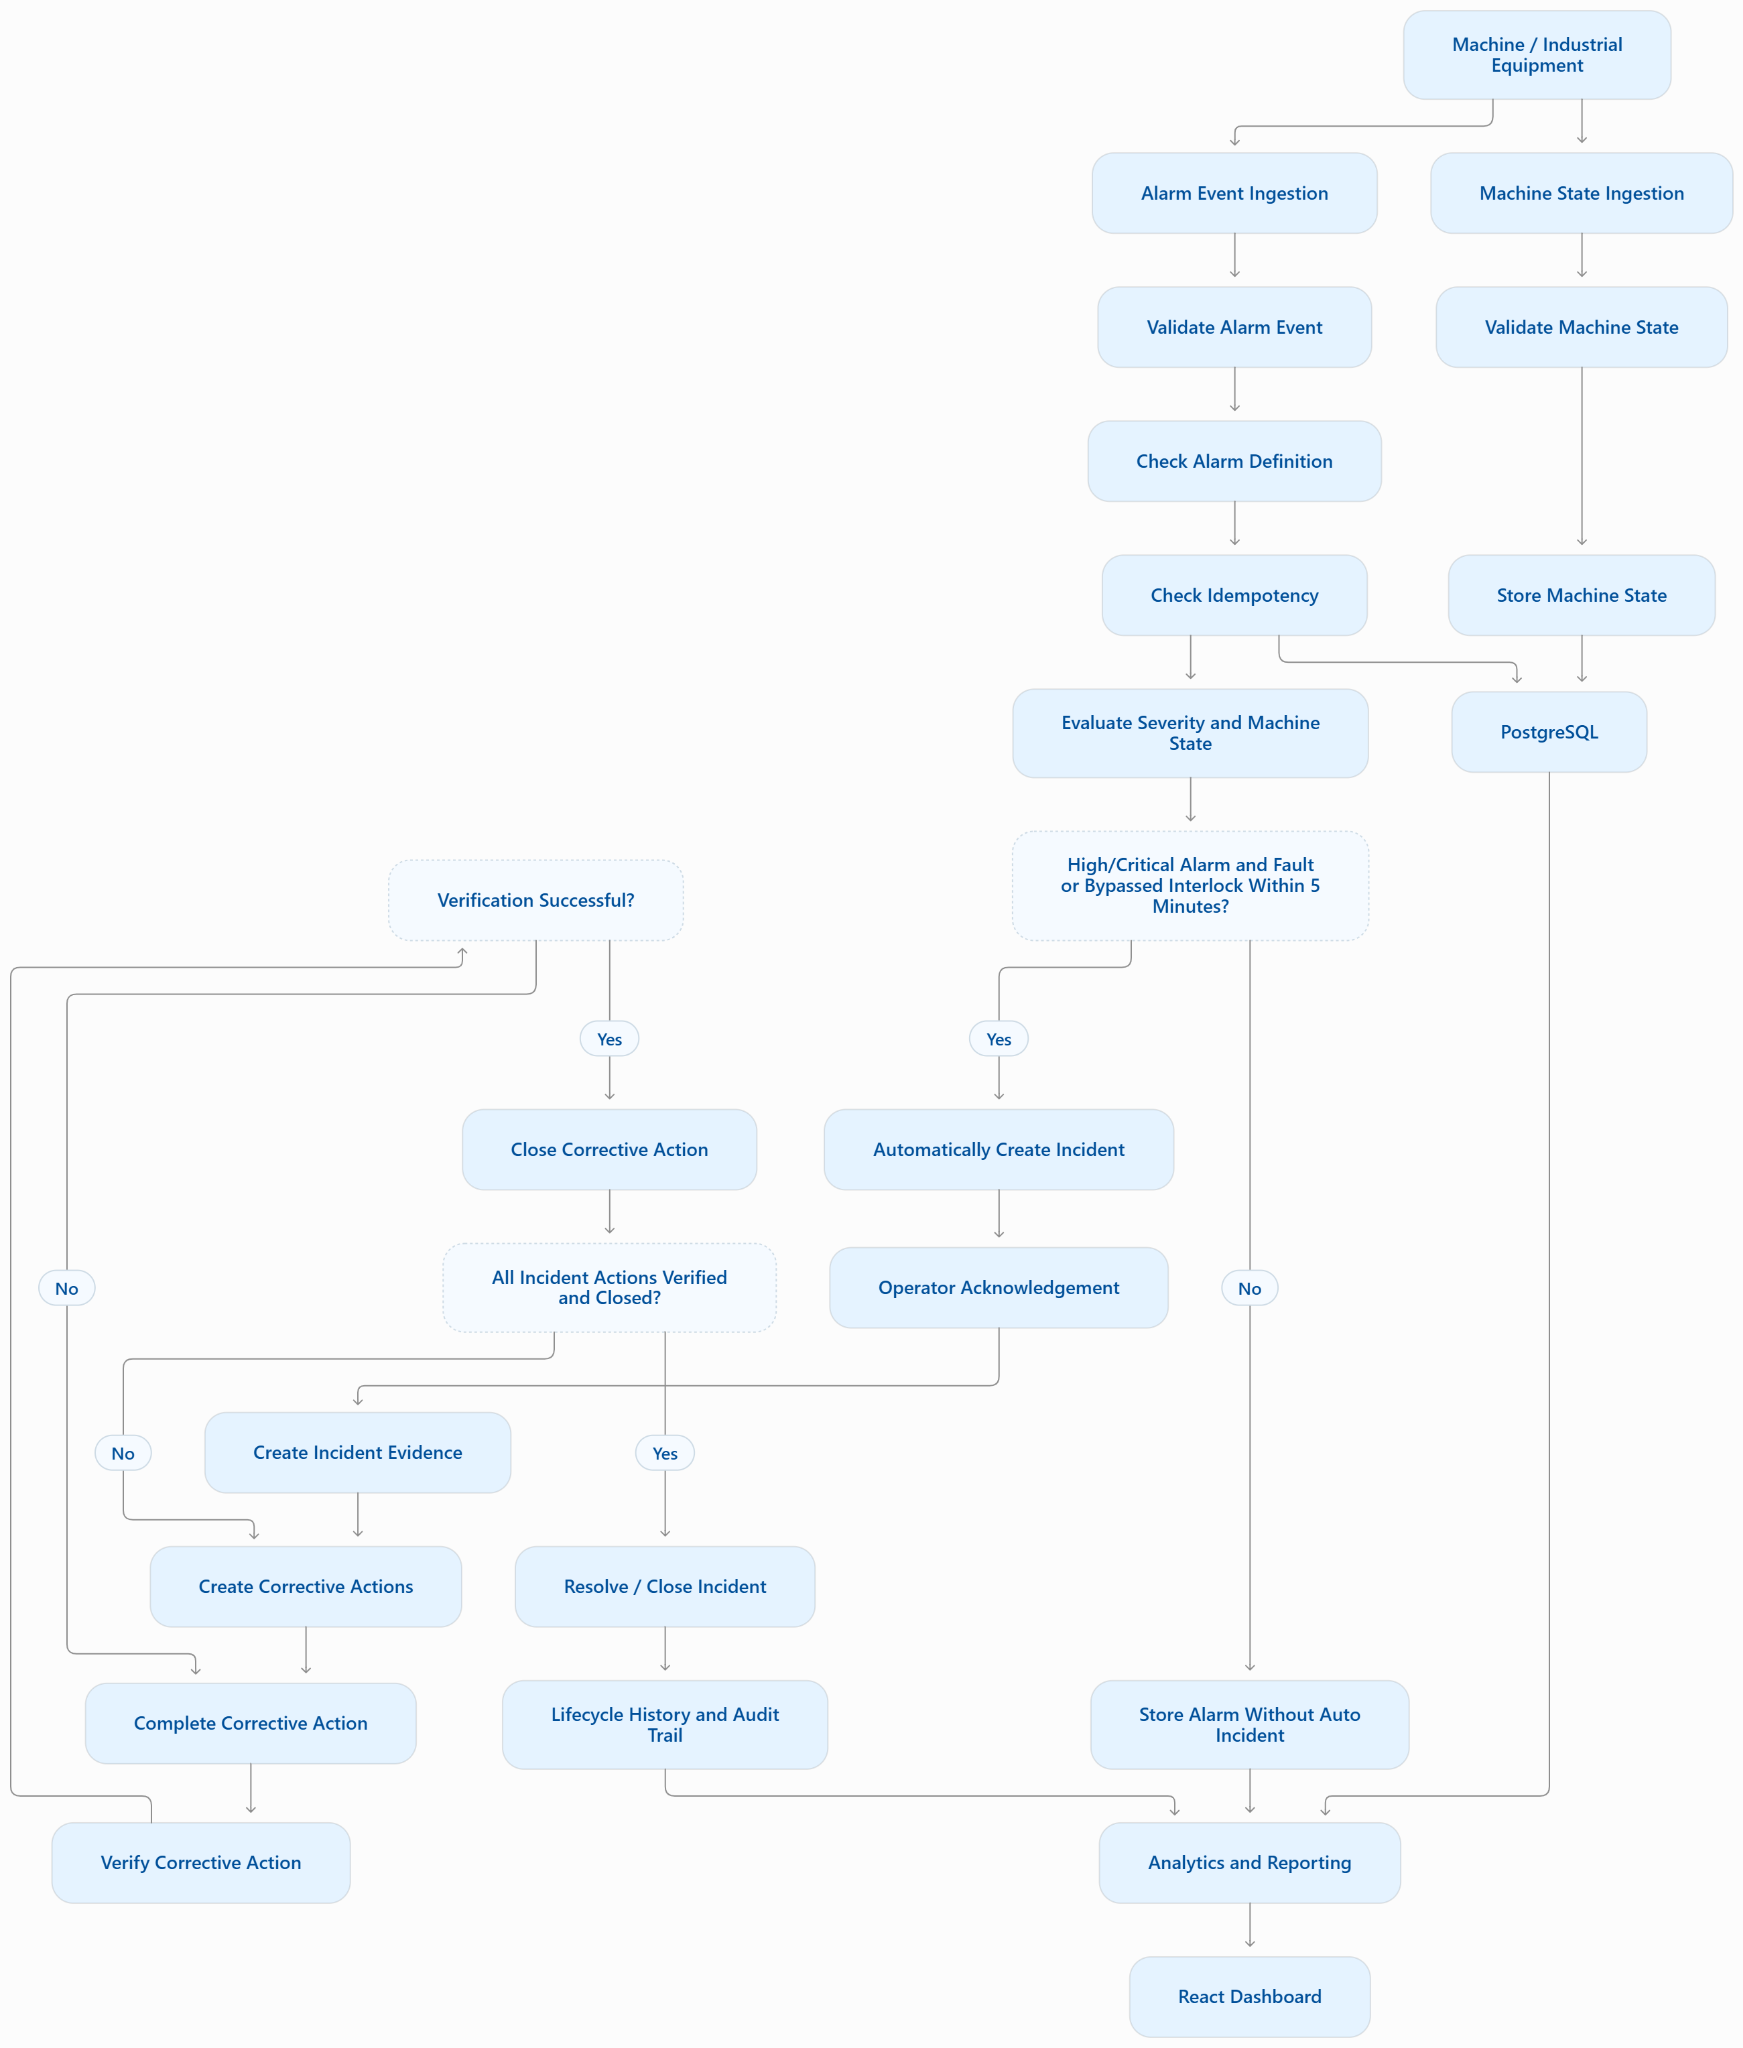 Machine / Industrial
Equipment
Alarm Event Ingestion
Machine State Ingestion
Validate Alarm Event
Validate Machine State
Check Alarm Definition
Check Idempotency
Store Machine State
Evaluate Severity and Machine
State
PostgreSQL
High/Critical Alarm and Fault
or Bypassed Interlock Within 5
Minutes?
Verification Successful?
Yes
Yes
Close Corrective Action
Automatically Create Incident
All Incident Actions Verified
and Closed?
Operator Acknowledgement
No
No
Create Incident Evidence
No
Yes
Create Corrective Actions
Resolve / Close Incident
Complete Corrective Action
Lifecycle History and Audit
Trail
Store Alarm Without Auto
Incident
Verify Corrective Action
Analytics and Reporting
React Dashboard